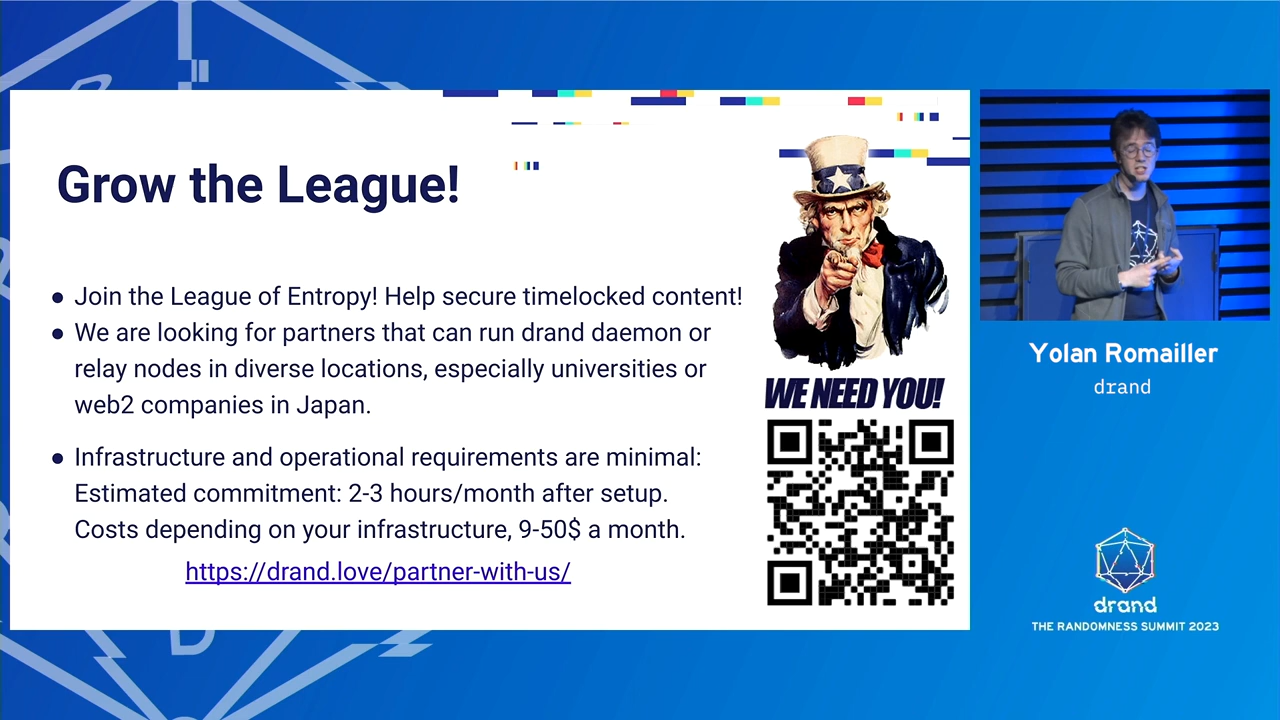 Grow the League!
● Join the League of Entropy! Help secure timelocked content!
● We are looking for partners that can run drand daemon or
relay nodes in diverse locations, especially universities or
web2 companies in Japan.
● Infrastructure and operational requirements are minimal:
Estimated commitment: 2-3 hours/month after setup.
Costs depending on your infrastructure, 9-50$ a month.
https://drand.love/partner-with-us/
WE NEED YOU!
Yolan Romailler
drand
drand
THE RANDOMNESS SUMMIT 2023